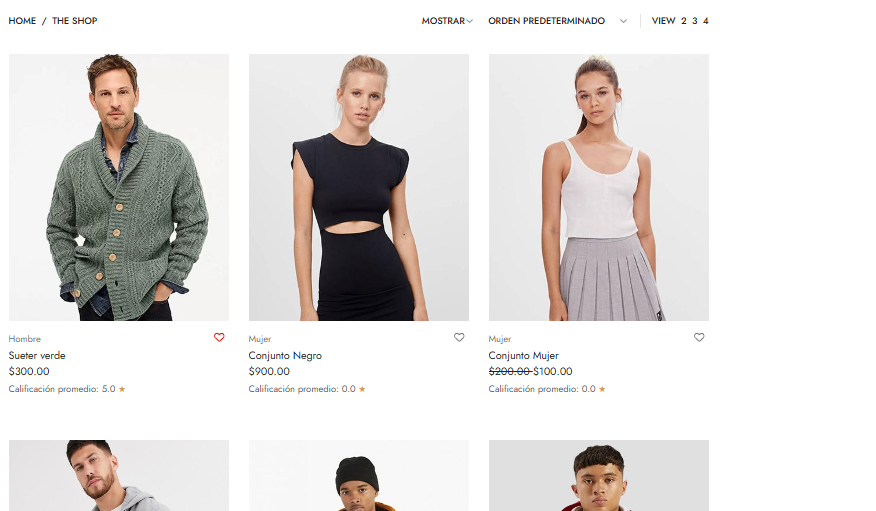 HOME / THE SHOP
MOSTRAR ORDEN PREDETERMINADO VIEW 2 3 4
Hombre
Sueter verde
$300.00
Calificación promedio: 5.0 ★
Mujer
Conjunto Negro
$900.00
Calificación promedio: 0.0 ★
Mujer
Conjunto Mujer
$200.00 $100.00
Calificación promedio: 0.0 ★